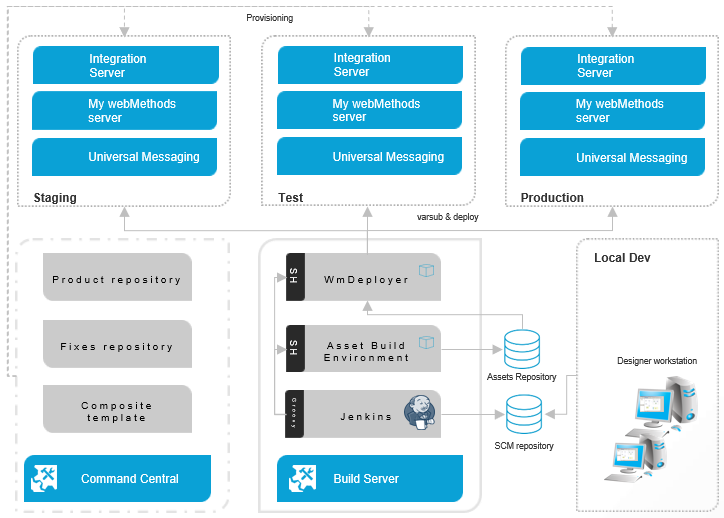 Provisioning
Integration
Server
My webMethods
server
Universal Messaging
Staging
Integration
Server
My webMethods
server
Universal Messaging
Test
Integration
Server
My webMethods
server
Universal Messaging
Production
varsub & deploy
Product repository
Fixes repository
Composite
template
Command Central
SH
WmDeployer
SH
Asset Build
Environment
Groovy
Jenkins
Build Server
Assets Repository
SCM repository
Local Dev
Designer workstation